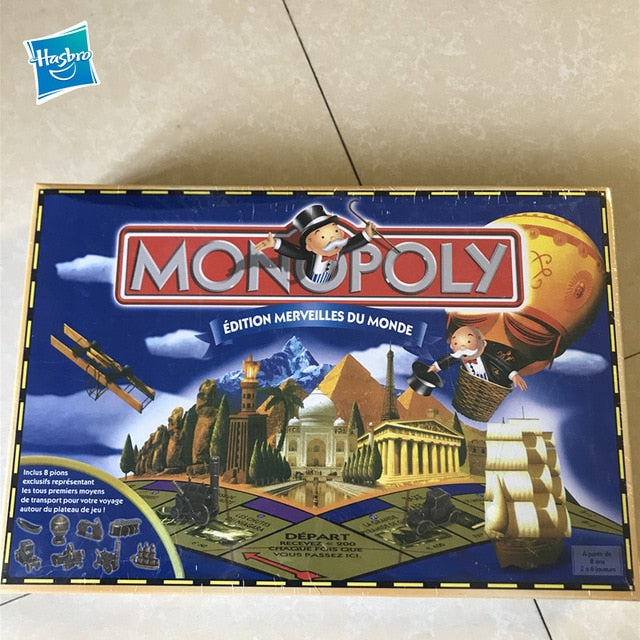 Hasbro
MONOPOLY
ÉDITION MERVEILLES DU MONDE
Inclus 8 pions
exclusifs représentant
les tous premiers moyens
de transport pour votre voyage
autour du plateau de jeu !
DÉPART
RECEVEZ € 200
CHAQUE FOIS QUE
VOUS PASSEZ ICI.
A partir de
8 ans
2 à 6 joueurs